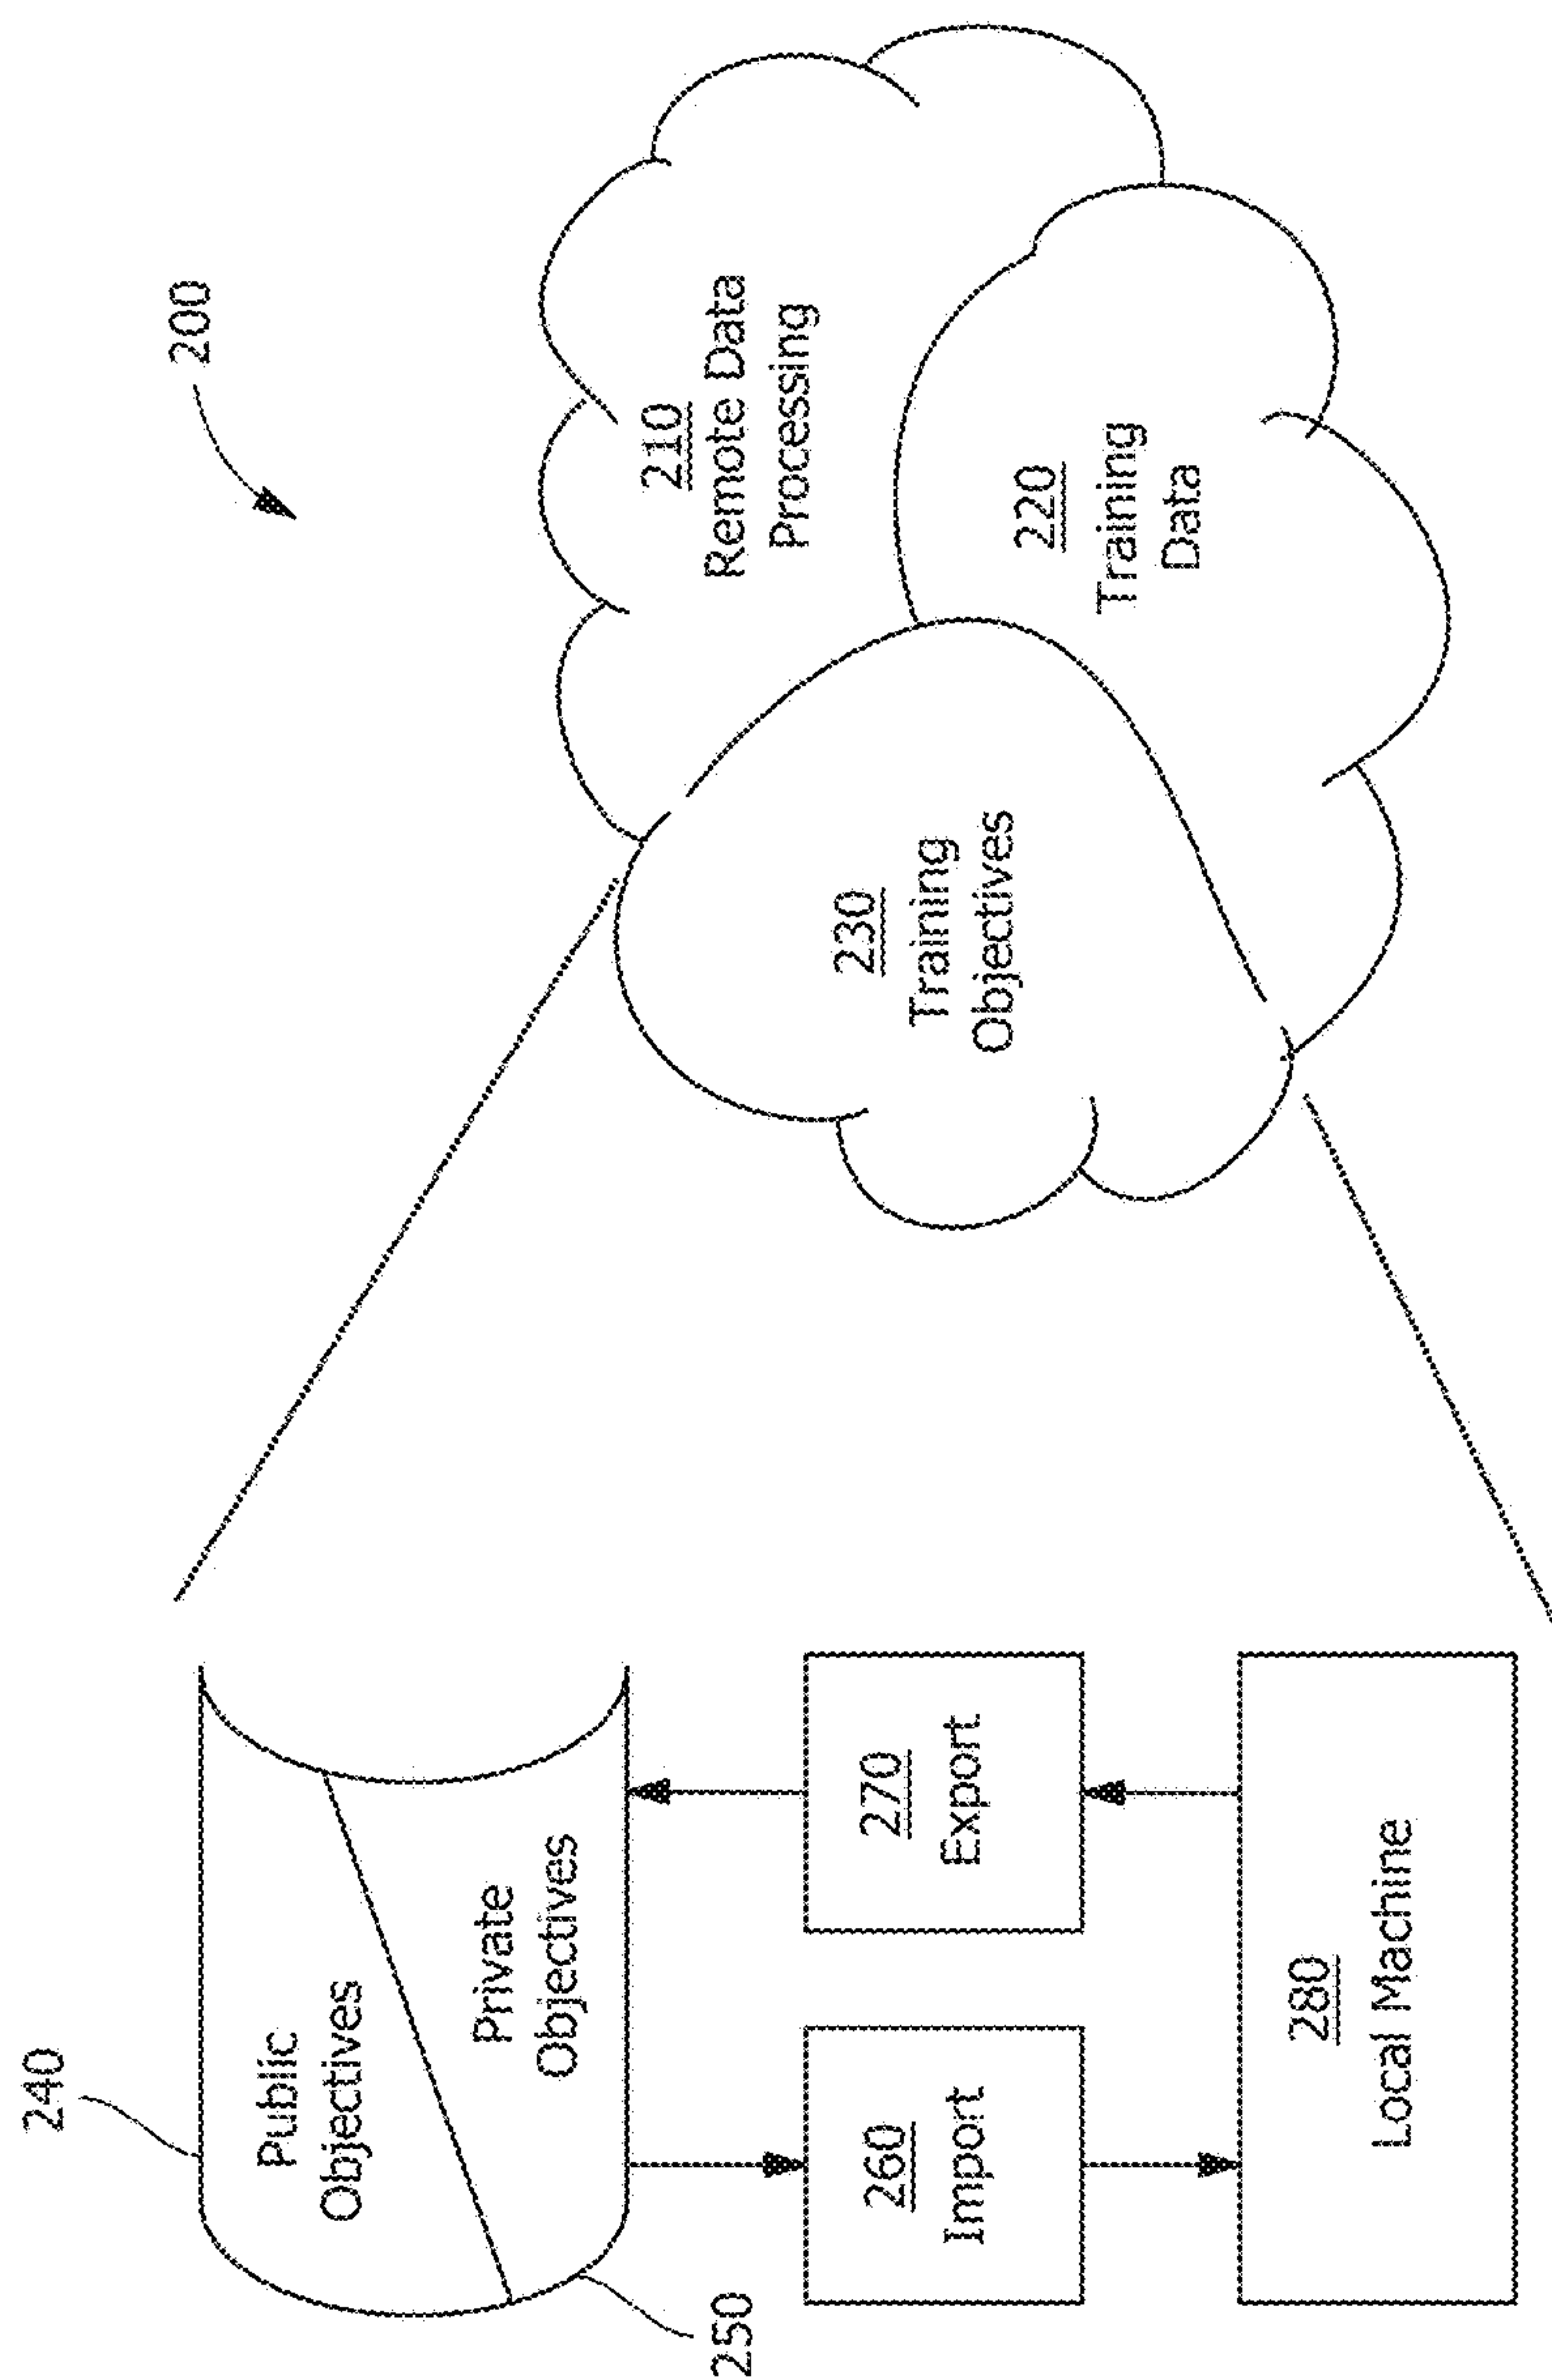 200
240
Public
Objectives
Private
Objectives
250
260
Import
270
Export
280
Local Machine
210
Remote Data
Processing
220
Training
Data
230
Training
Objectives